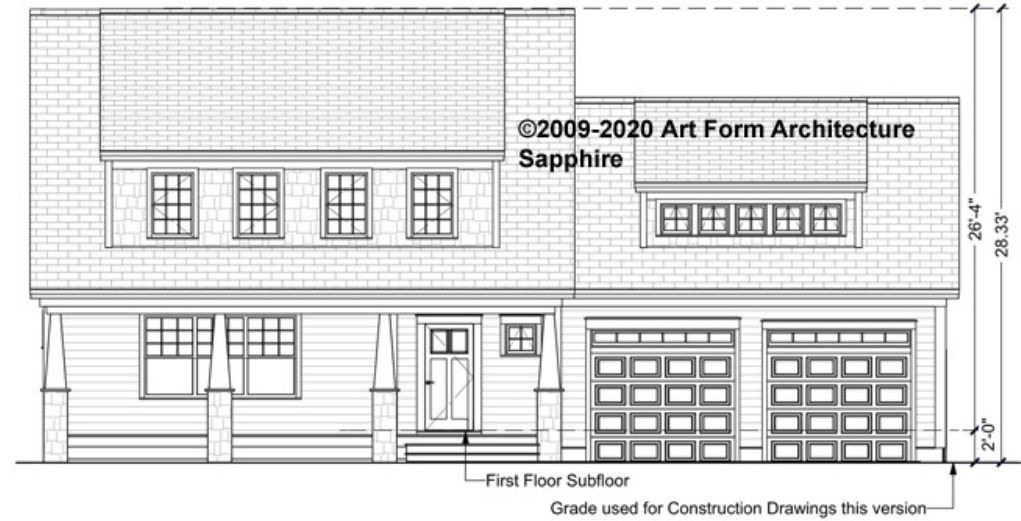 ©2009-2020 Art Form Architecture
Sapphire
26'-4"
28.33'
2'-0"
First Floor Subfloor
Grade used for Construction Drawings this version